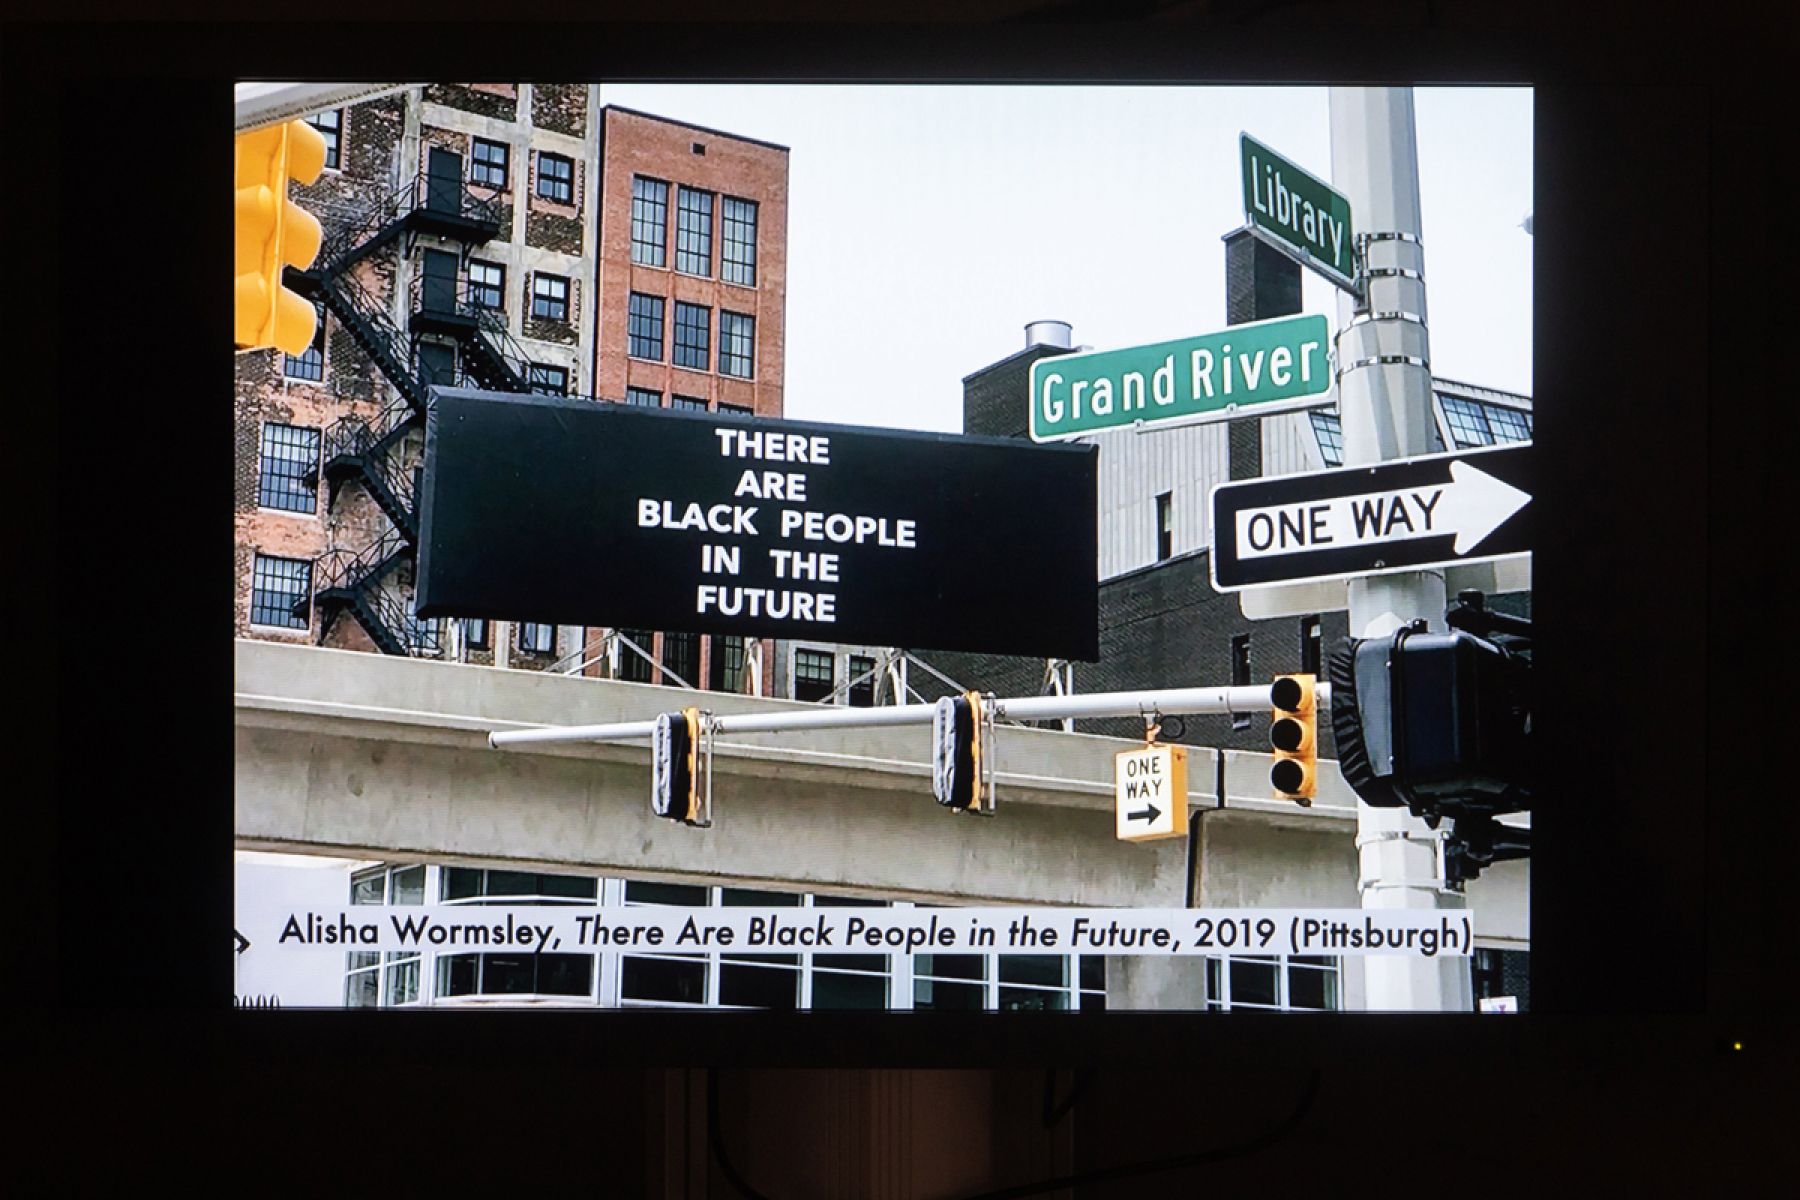 Library
Grand River
THERE
ARE
BLACK PEOPLE
IN THE
FUTURE
ONE WAY
ONE
WAY
Alisha Wormsley, There Are Black People in the Future, 2019 (Pittsburgh)